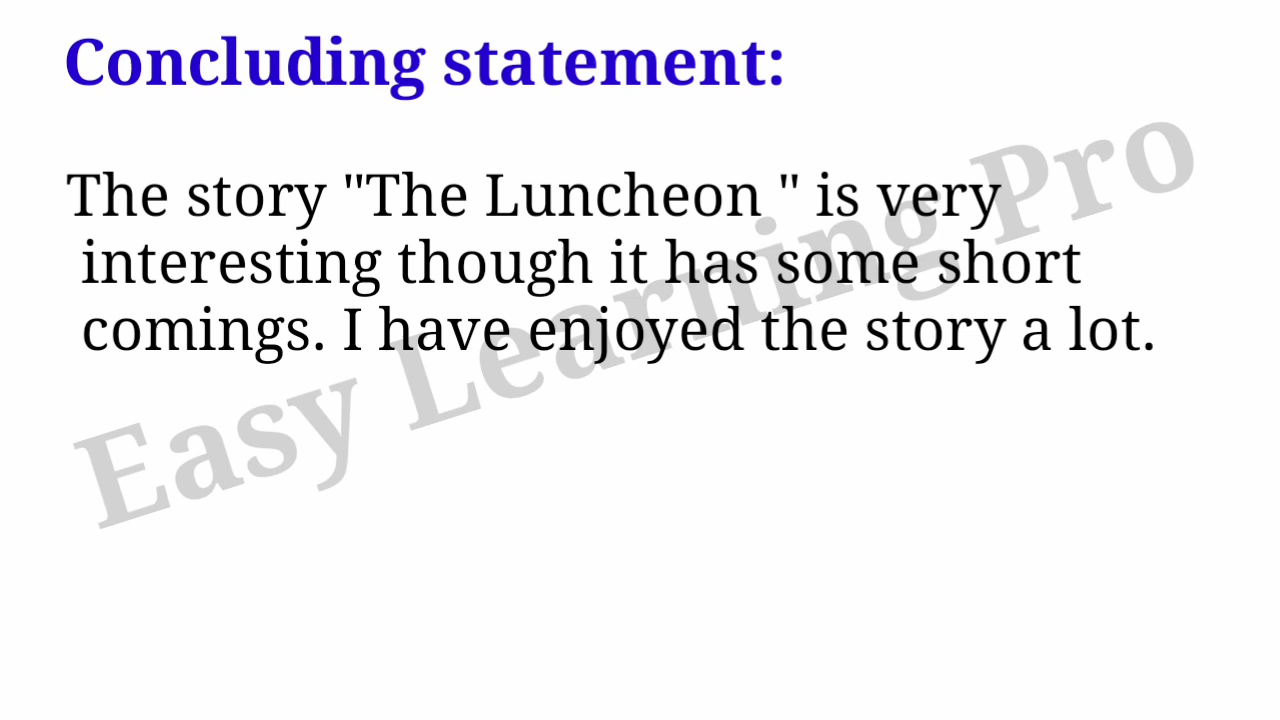 Concluding statement:
The story "The Luncheon " is very
interesting though it has some short
comings. I have enjoyed the story a lot.
Easy Learning Pro